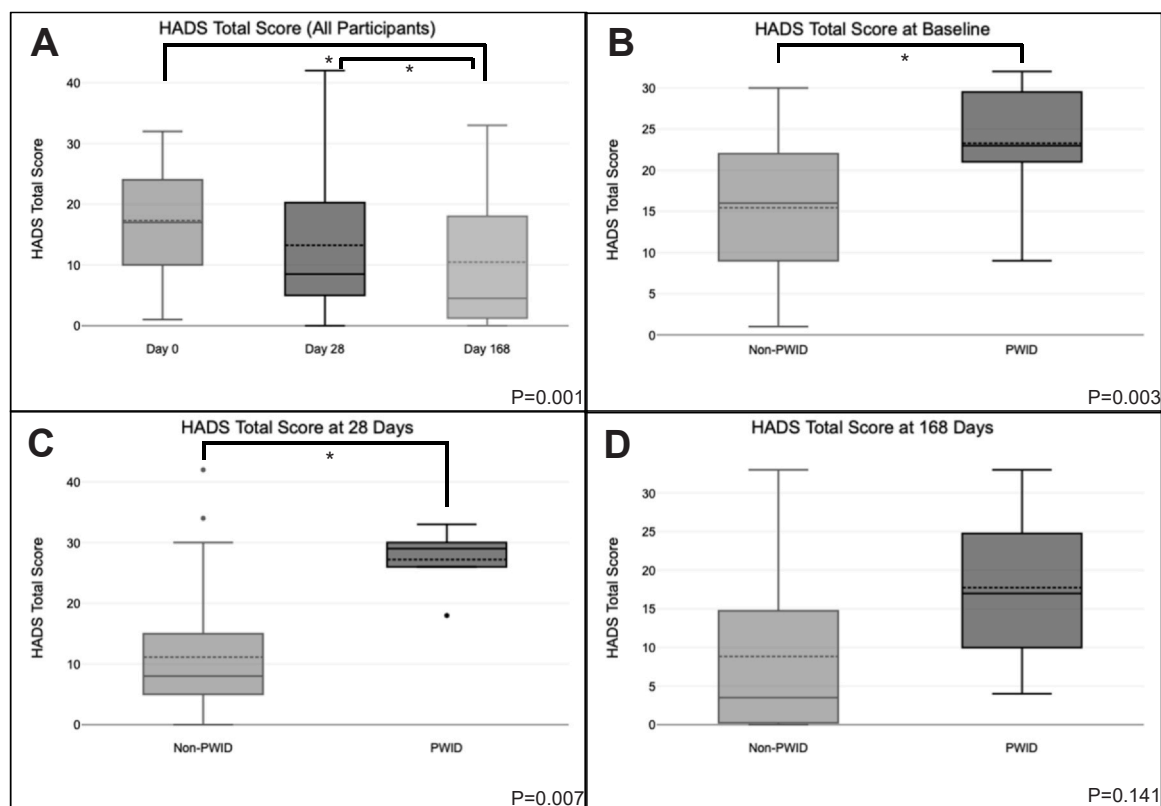 A
HADS Total Score (All Participants)
*
*
HADS Total Score
40
30
20
10
0
Day 0
Day 28
Day 168
P=0.001
B
HADS Total Score at Baseline
*
HADS Total Score
30
25
20
15
10
5
0
Non-PWID
PWID
P=0.003
C
HADS Total Score at 28 Days
*
HADS Total Score
40
30
20
10
0
Non-PWID
PWID
P=0.007
D
HADS Total Score at 168 Days
HADS Total Score
30
25
20
15
10
5
0
Non-PWID
PWID
P=0.141